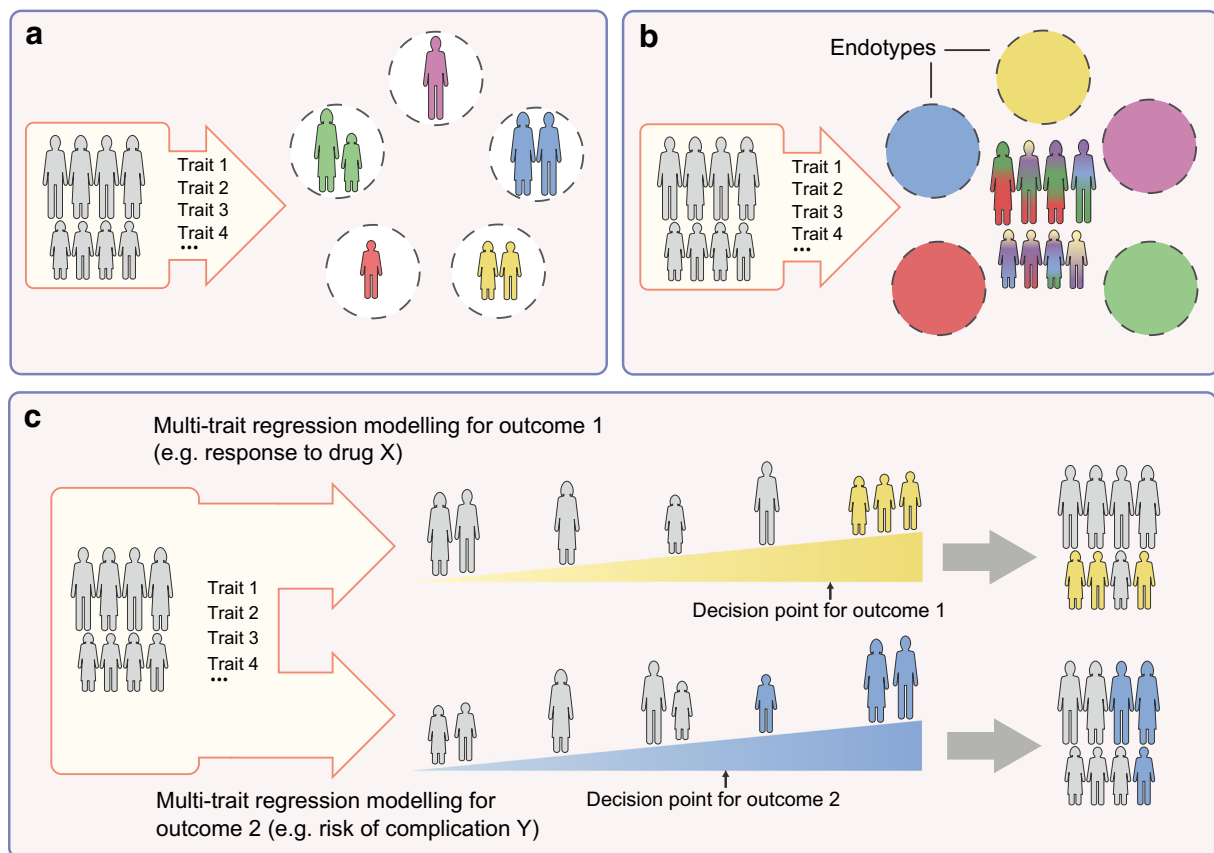 a
Trait 1
Trait 2
Trait 3
Trait 4
•••
b
Endotypes
Trait 1
Trait 2
Trait 3
Trait 4
•••
c
Multi-trait regression modelling for outcome 1
(e.g. response to drug X)
Trait 1
Trait 2
Trait 3
Trait 4
•••
Decision point for outcome 1
Decision point for outcome 2
Multi-trait regression modelling for
outcome 2 (e.g. risk of complication Y)